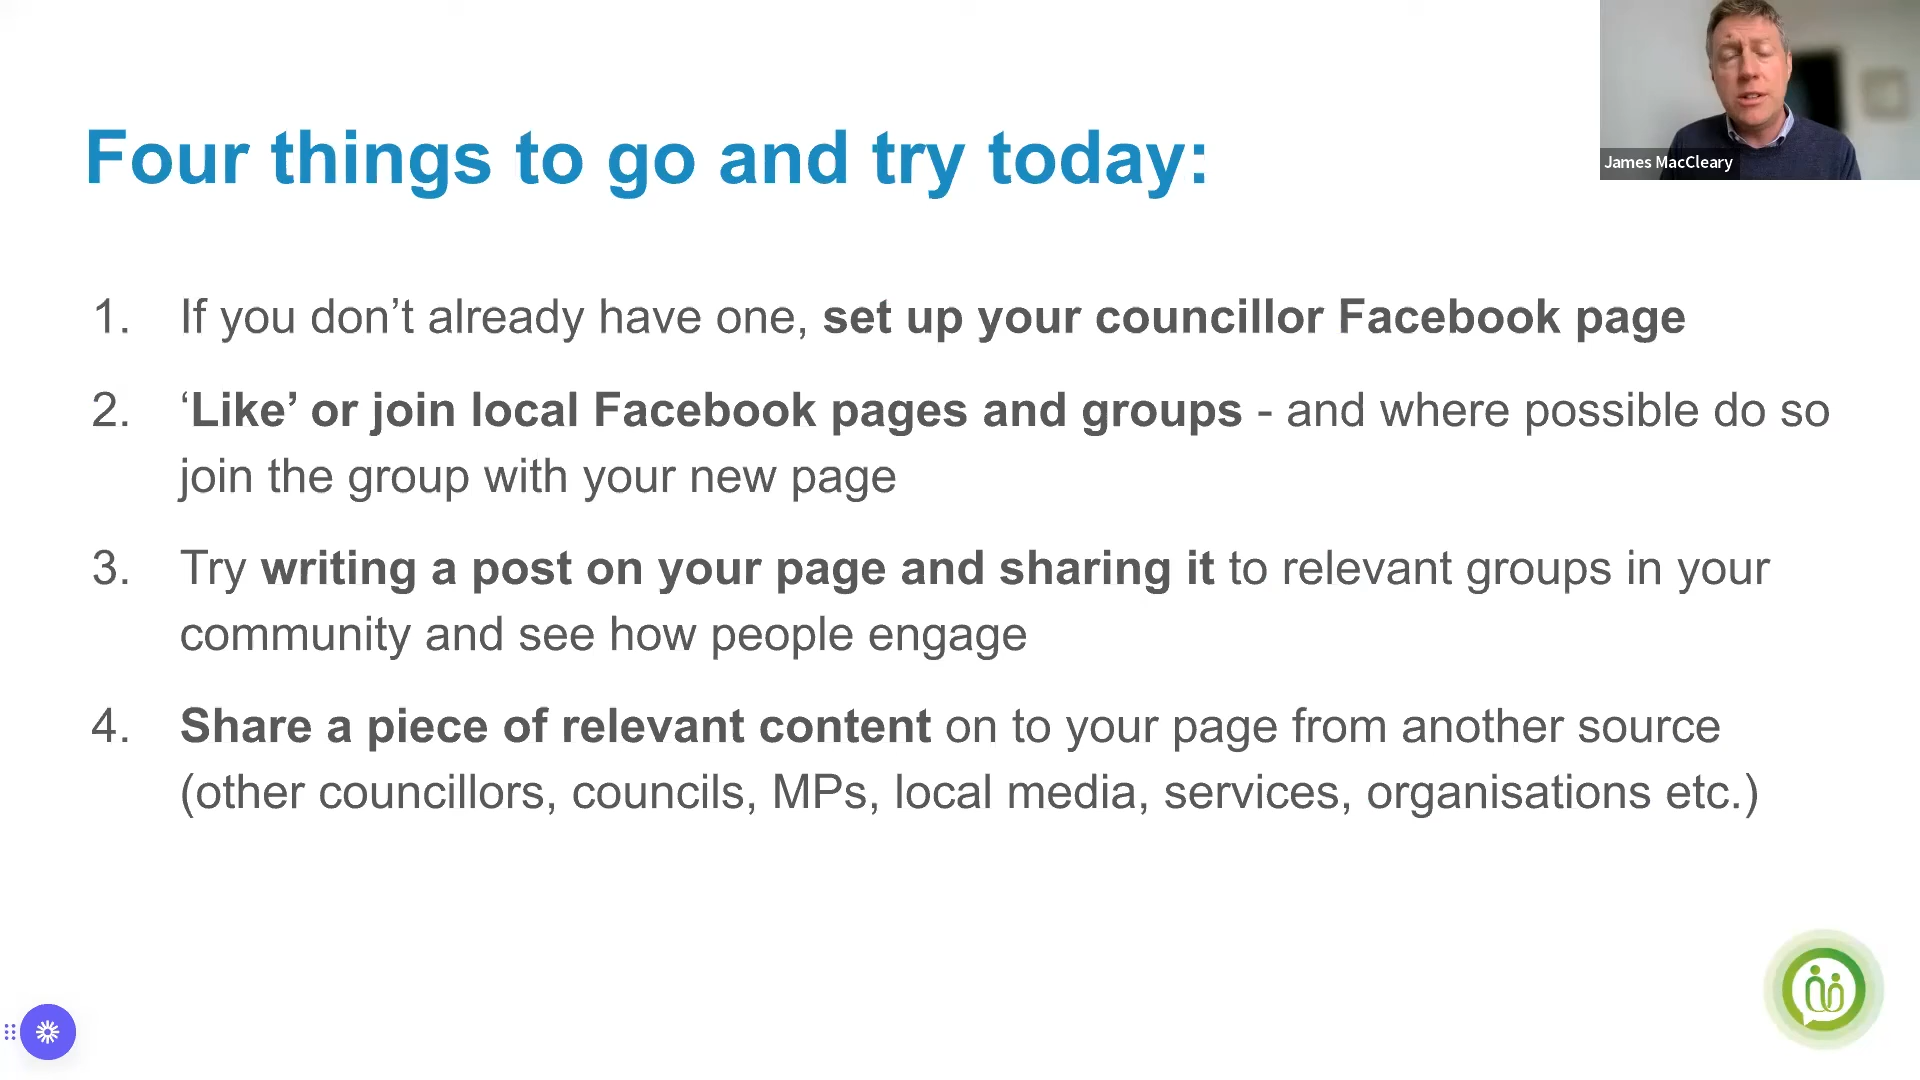 Four things to go and try today:
James MacCleary
1. If you don’t already have one, set up your councillor Facebook page
2. ‘Like’ or join local Facebook pages and groups - and where possible do so
join the group with your new page
3. Try writing a post on your page and sharing it to relevant groups in your
community and see how people engage
4. Share a piece of relevant content on to your page from another source
(other councillors, councils, MPs, local media, services, organisations etc.)